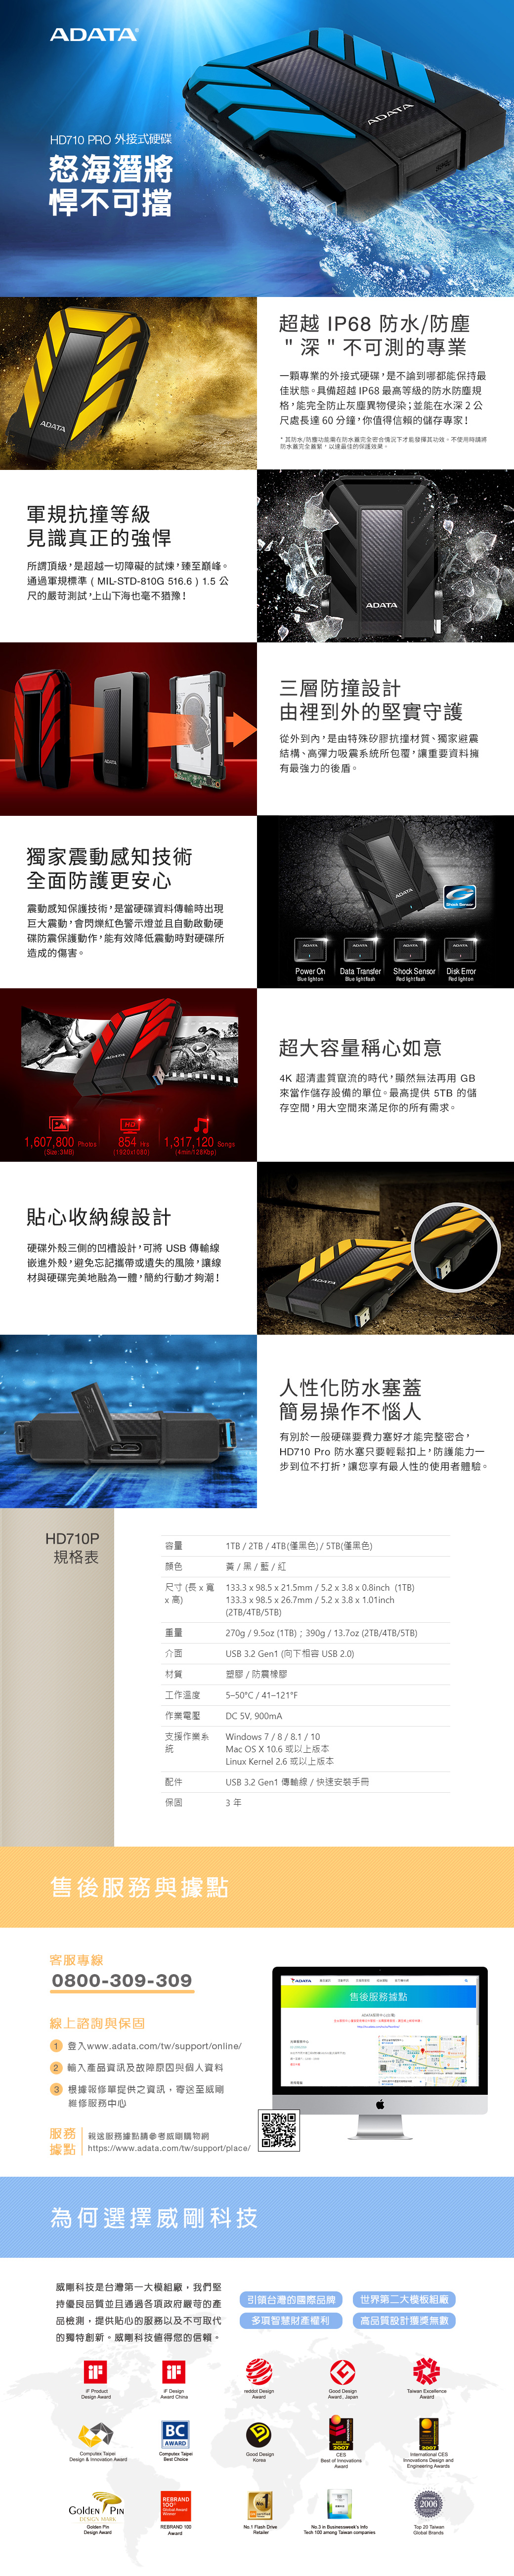 ADATA
HD710 PRO 外接式硬碟
怒海潛將
悍不可擋
ADATA
超越 IP68 防水/防塵
"深"不可測的專業
一顆專業的外接式硬碟，是不論到哪都能保持最
佳狀態。具備超越 IP68 最高等級的防水防塵規
格，能完全防止灰塵異物侵染；並能在水深 2 公
尺處長達 60 分鐘，你值得信賴的儲存專家！
* 其防水/防塵功能需在防水蓋完全密合情況下才能發揮其功效。不使用時請將
防水蓋完全蓋緊，以達最佳的保護效果。
ADATA
軍規抗撞等級
見識真正的強悍
所謂頂級，是超越一切障礙的試煉，臻至巔峰。
通過軍規標準 ( MIL-STD-810G 516.6 ) 1.5 公
尺的嚴苛測試，上山下海也毫不猶豫！
ADATA
三層防撞設計
由裡到外的堅實守護
從外到內，是由特殊矽膠抗撞材質、獨家避震
結構、高彈力吸震系統所包覆，讓重要資料擁
有最強力的後盾。
ADATA
獨家震動感知技術
全面防護更安心
震動感知保護技術，是當硬碟資料傳輸時出現
巨大震動，會閃爍紅色警示燈並且自動啟動硬
碟防震保護動作，能有效降低震動時對硬碟所
造成的傷害。
ADATA
Shock Sensor
ADATA ADATA ADATA ADATA
Power On Data Transfer Shock Sensor Disk Error
Blue light on Blue light flash Red light flash Red light on
ADATA
HD
1,607,800 Photos 854 Hrs 1,317,120 Songs
(Size:3MB) (1920x1080) (4min/128Kbp)
超大容量稱心如意
4K 超清畫質竄流的時代，顯然無法再用 GB
來當作儲存設備的單位。最高提供 5TB 的儲
存空間，用大空間來滿足你的所有需求。
貼心收納線設計
硬碟外殼三側的凹槽設計，可將 USB 傳輸線
嵌進外殼，避免忘記攜帶或遺失的風險，讓線
材與硬碟完美地融為一體，簡約行動才夠潮！
ADATA
人性化防水塞蓋
簡易操作不惱人
有別於一般硬碟要費力塞好才能完整密合，
HD710 Pro 防水塞只要輕鬆扣上，防護能力一
步到位不打折，讓您享有最人性的使用者體驗。
HD710P
規格表
容量 1TB / 2TB / 4TB(僅黑色) / 5TB(僅黑色)
顏色 黃 / 黑 / 藍 / 紅
尺寸 (長 x 寬 x 高) 133.3 x 98.5 x 21.5mm / 5.2 x 3.8 x 0.8inch (1TB)
133.3 x 98.5 x 26.7mm / 5.2 x 3.8 x 1.01inch
(2TB/4TB/5TB)
重量 270g / 9.5oz (1TB)；390g / 13.7oz (2TB/4TB/5TB)
介面 USB 3.2 Gen1 (向下相容 USB 2.0)
材質 塑膠 / 防震橡膠
工作溫度 5–50°C / 41–121°F
作業電壓 DC 5V, 900mA
支援作業系統 Windows 7 / 8 / 8.1 / 10
Mac OS X 10.6 或以上版本
Linux Kernel 2.6 或以上版本
配件 USB 3.2 Gen1 傳輸線 / 快速安裝手冊
保固 3 年
售後服務與據點
客服專線
0800-309-309
線上諮詢與保固
1 登入www.adata.com/tw/support/online/
2 輸入產品資訊及故障原因與個人資料
3 根據報修單提供之資訊，寄送至威剛
維修服務中心
服務
據點
親送服務據點請參考威剛購物網
https://www.adata.com/tw/support/place/
ADATA
售後服務據點
為何選擇威剛科技
威剛科技是台灣第一大模組廠，我們堅
持優良品質並且通過各項政府嚴苛的產
品檢測，提供貼心的服務以及不可取代
的獨特創新。威剛科技值得您的信賴。
引領台灣的國際品牌 世界第二大模板組廠
多項智慧財產權利 高品質設計獲獎無數
IF Product
Design Award
IF Design
Award China
reddot Design
Award
Good Design
Award, Japan
Taiwan Excellence
Award
Computex Taipei
Design & Innovation Award
BC
AWARD
Computex Taipei
Best Choice
Good Design
Korea
2007
CES
Best of Innovations
Award
2007
International CES
Innovations Design and
Engineering Awards
GOLDEN PIN
DESIGN MARK
Golden Pin
Design Award
REBRAND
100
Global Award
Winner
REBRAND 100
Award
No.1
No.1 Flash Drive
Retailer
No.3 in Businessweek's Info
Tech 100 among Taiwan companies
2006
Top 20 Taiwan
Global Brands